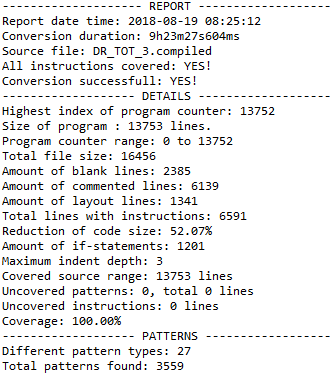 ------------------- REPORT -------------------
Report date time: 2018-08-19 08:25:12
Conversion duration: 9h23m27s604ms
Source file: DR_TOT_3.compiled
All instructions covered: YES!
Conversion successfull: YES!
------------------- DETAILS ------------------
Highest index of program counter: 13752
Size of program : 13753 lines.
Program counter range: 0 to 13752
Total file size: 16456
Amount of blank lines: 2385
Amount of commented lines: 6139
Amount of layout lines: 1341
Total lines with instructions: 6591
Reduction of code size: 52.07%
Amount of if-statements: 1201
Maximum indent depth: 3
Covered source range: 13753 lines
Uncovered patterns: 0, total 0 lines
Uncovered instructions: 0 lines
Coverage: 100.00%
------------------- PATTERNS -----------------
Different pattern types: 27
Total patterns found: 3559